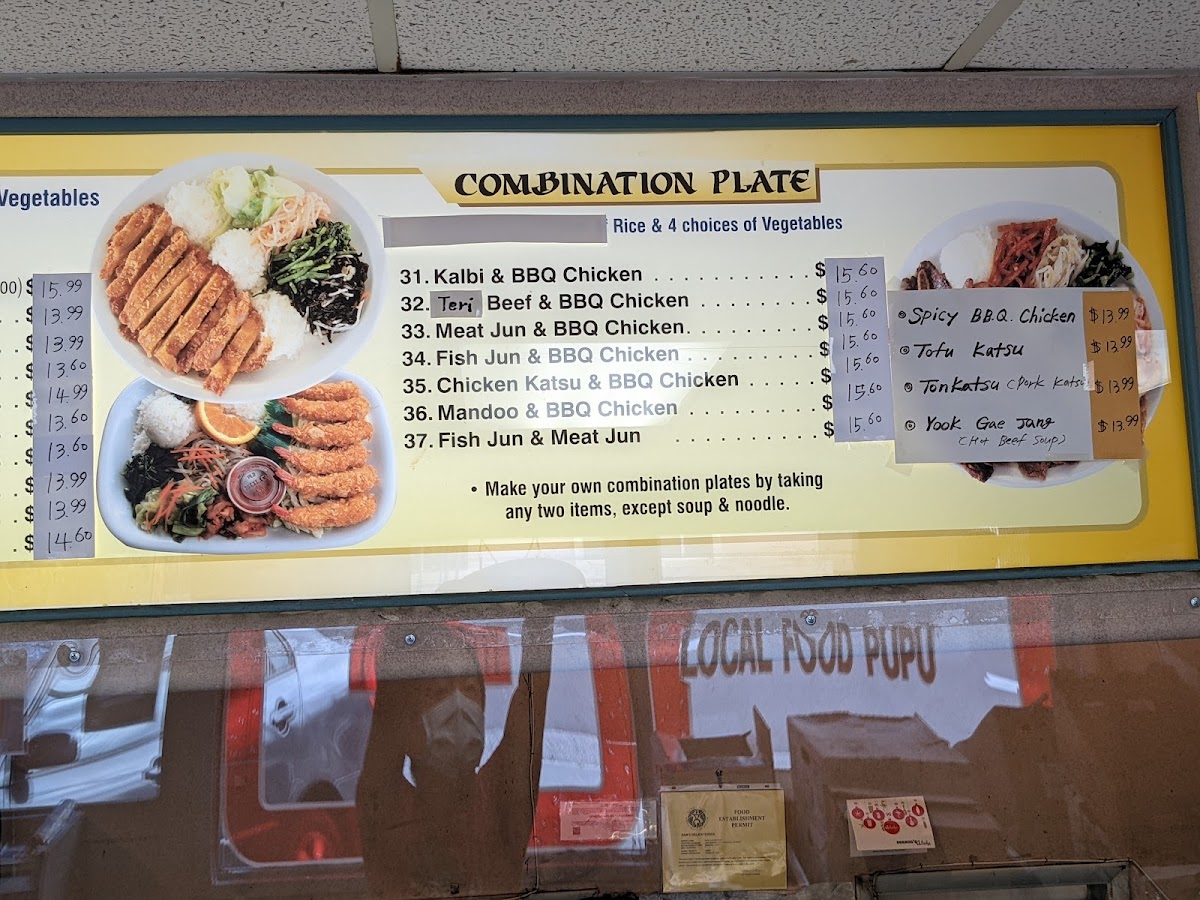 Vegetables
00) $ 15.99
. . $ 13.99
. . $ 13.99
. $ 13.60
. $ 14.99
. $ 13.60
. $ 13.60
. $ 13.99
. $ 13.99
. $ 14.60
COMBINATION PLATE
Rice & 4 choices of Vegetables
31. Kalbi & BBQ Chicken . . . . . . . . . . . . $ 15.60
32. Teri Beef & BBQ Chicken . . . . . . . . $ 15.60
33. Meat Jun & BBQ Chicken. . . . . . . . . $ 15.60
34. Fish Jun & BBQ Chicken . . . . . . . . . $ 15.60
35. Chicken Katsu & BBQ Chicken . . . . . $ 15.60
36. Mandoo & BBQ Chicken . . . . . . . . . $ 15.60
37. Fish Jun & Meat Jun . . . . . . . . . . $ 15.60
• Make your own combination plates by taking
any two items, except soup & noodle.
Spicy B.B.Q. Chicken $13.99
Tofu Katsu $13.99
Tonkatsu (Pork Katsu $13.99
Yook Gae Jang $13.99
(Hot Beef Soup)
LOCAL FOOD PUPU
FOOD
ESTABLISHMENT
PERMIT